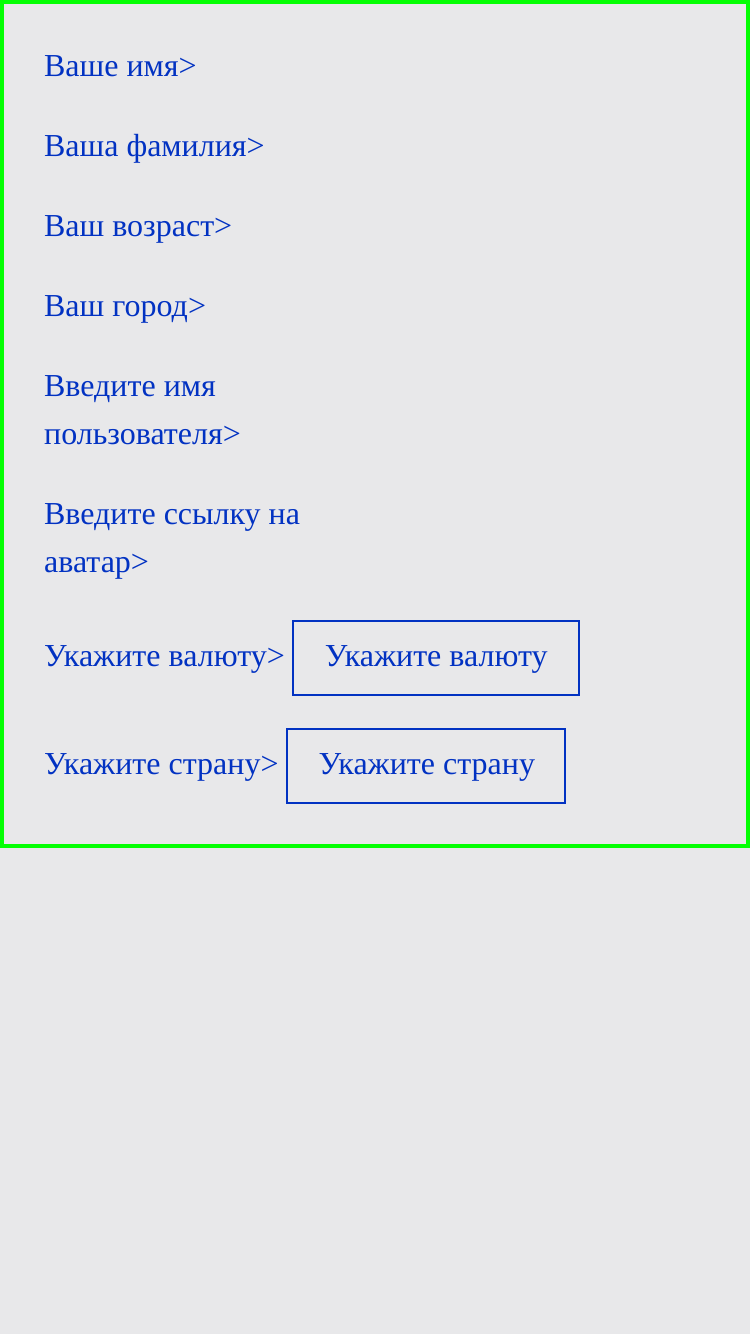 Ваше имя>
Ваша фамилия>
Ваш возраст>
Ваш город>
Введите имя
пользователя>
Введите ссылку на
аватар>
Укажите валюту> Укажите валюту
Укажите страну> Укажите страну